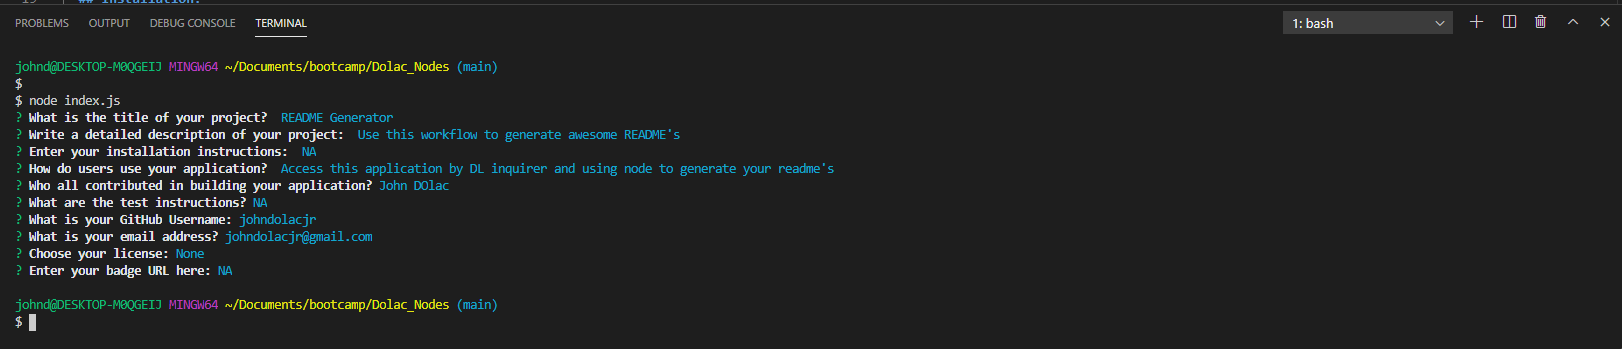 15 ## Installation:
PROBLEMS OUTPUT DEBUG CONSOLE TERMINAL 1: bash
johnd@DESKTOP-M0QGEIJ MINGW64 ~/Documents/bootcamp/Dolac_Nodes (main)
$
$ node index.js
? What is the title of your project?  README Generator
? Write a detailed description of your project:  Use this workflow to generate awesome README's
? Enter your installation instructions:  NA
? How do users use your application?  Access this application by DL inquirer and using node to generate your readme's
? Who all contributed in building your application? John DOlac
? What are the test instructions? NA
? What is your GitHub Username: johndolacjr
? What is your email address? johndolacjr@gmail.com
? Choose your license: None
? Enter your badge URL here: NA
johnd@DESKTOP-M0QGEIJ MINGW64 ~/Documents/bootcamp/Dolac_Nodes (main)
$